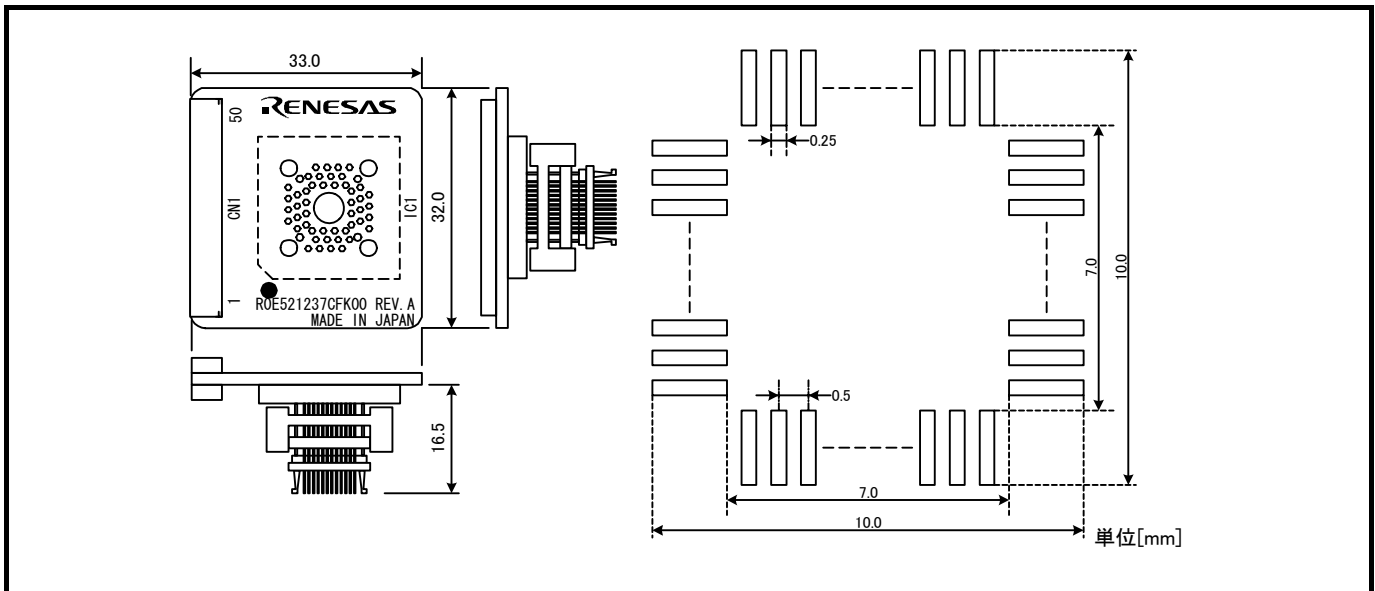 33.0
RENESAS
50
CN1
1
IC1
32.0
R0E521237CFK00 REV.A
MADE IN JAPAN
16.5
0.25
7.0
10.0
0.5
7.0
10.0
単位[mm]